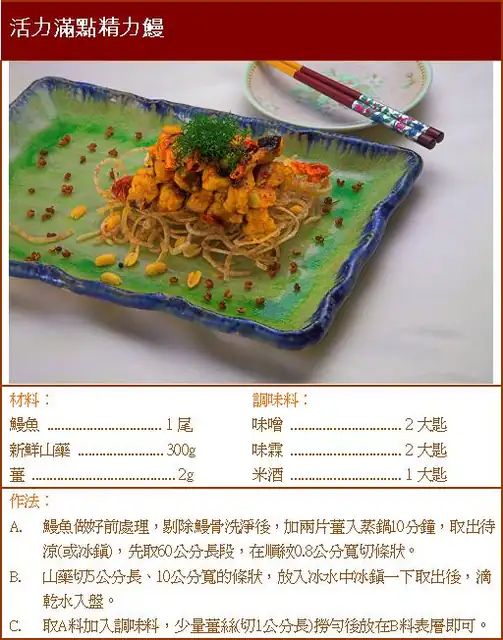 活力滿點精力鰻
材料：
鰻魚 ................................. 1 尾
新鮮山藥 ......................... 300g
薑 ........................................ 2g
調味料：
味噌 ................................ 2 大匙
味霖 ................................ 2 大匙
米酒 ................................ 1 大匙
作法：
A. 鰻魚做好前處理，剔除鰻骨洗淨後，加兩片薑入蒸鍋10分鐘，取出待
涼(或冰鎮)，先取60公分長段，在順紋0.8公分寬切條狀。
B. 山藥切5公分長、10公分寬的條狀，放入冰水中冰鎮一下取出後，滴
乾水入盤。
C. 取A料加入調味料，少量薑絲(切1公分長)撈勻後放在B料表層即可。